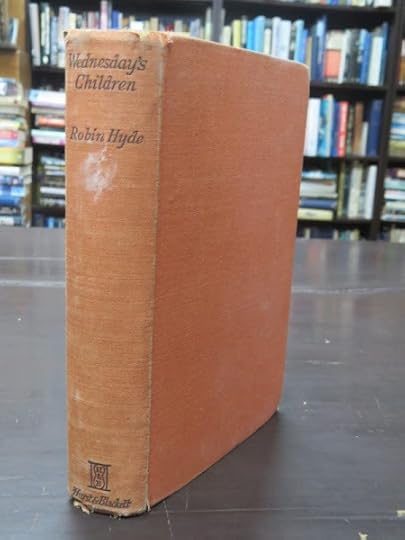 Wednesday's
Children
Robin Hyde
Hurst & Blackett